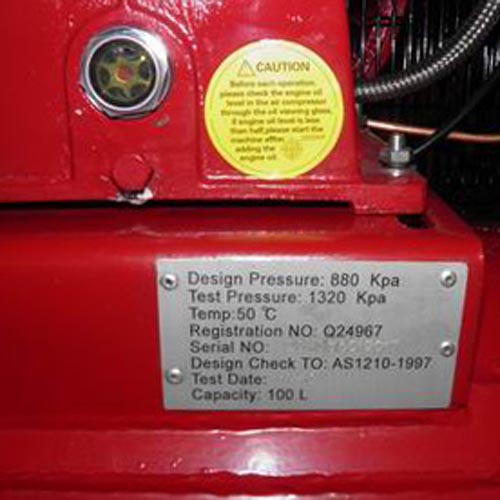 CAUTION
Before each operation,
please check the engine oil
level in the air compressor
through the oil viewing glass,
if engine oil level is less
than half,please start the
machine after
adding the
engine oil.
Design Pressure: 880 Kpa
Test Pressure: 1320 Kpa
Temp:50 ℃
Registration NO: Q24967
Serial NO:
Design Check TO: AS1210-1997
Test Date:
Capacity: 100 L